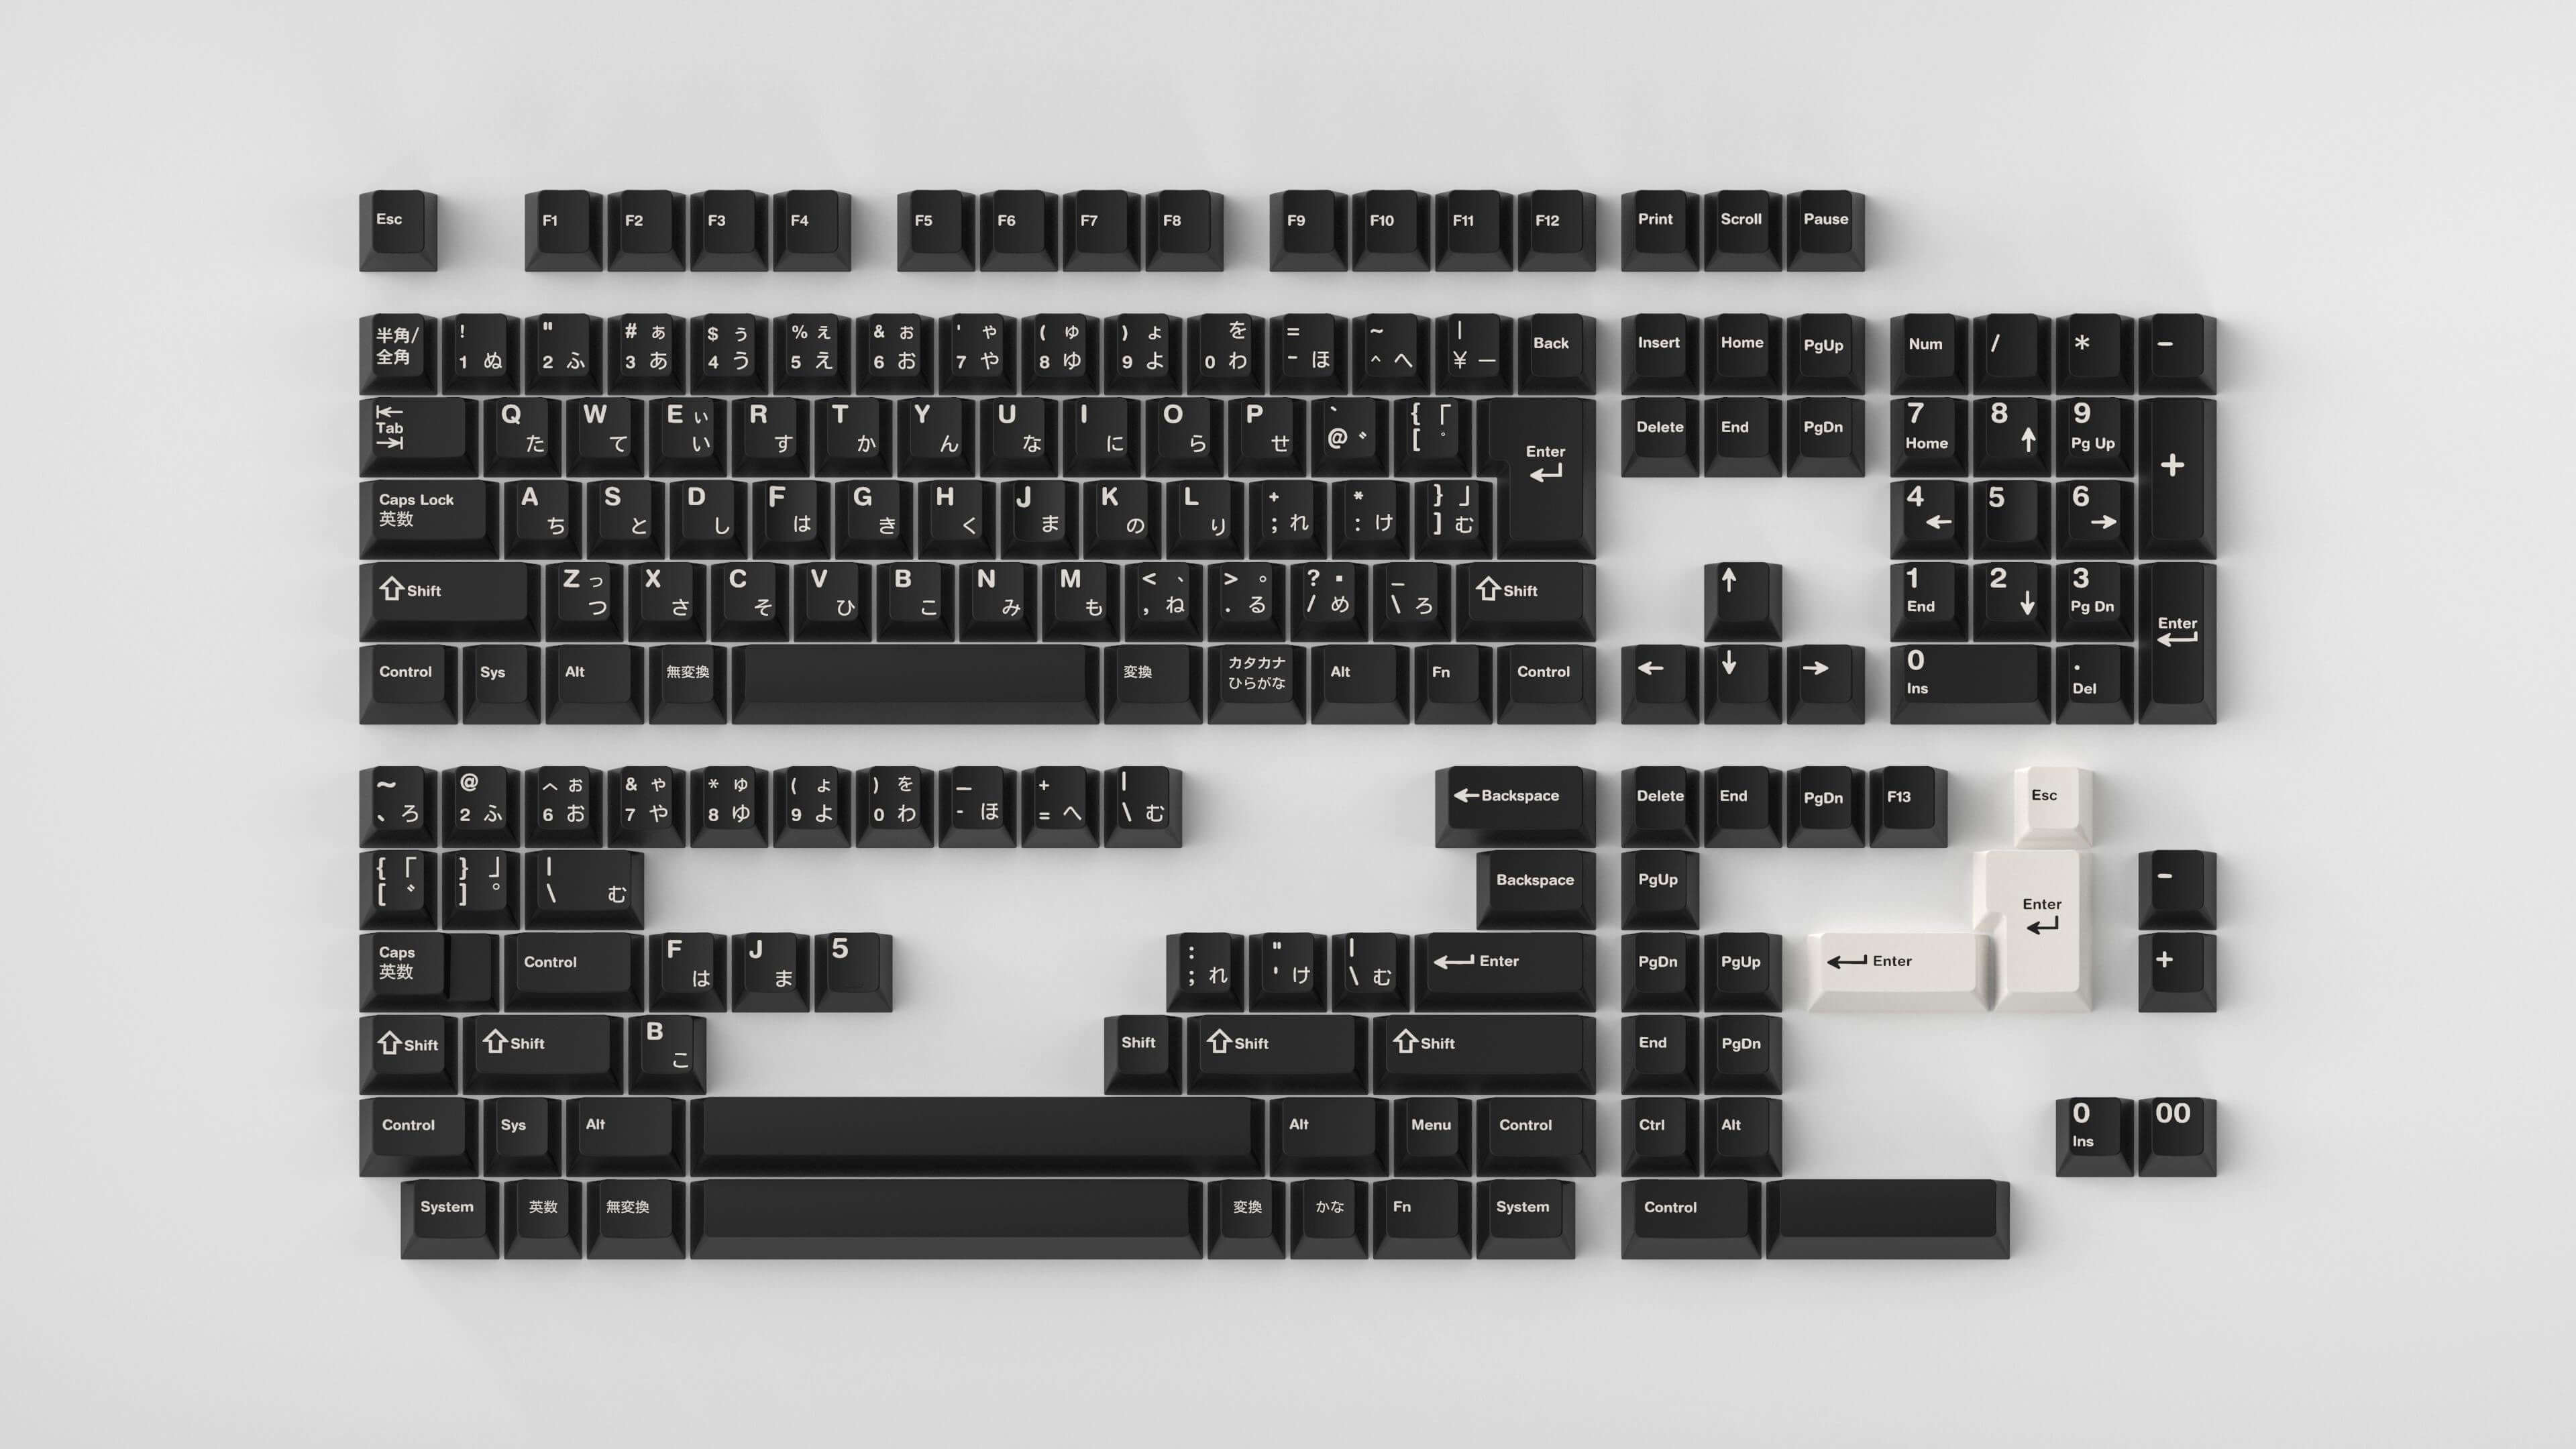 Esc F1 F2 F3 F4 F5 F6 F7 F8 F9 F10 F11 F12 Print Scroll Pause
半角/ ! " # ぁ $ ぅ % ぇ & ぉ ' ゃ ( ゅ ) ょ を = ~ |
全角 1 ぬ 2 ふ 3 あ 4 う 5 え 6 お 7 や 8 ゆ 9 よ 0 わ - ほ ^ へ ¥ — Back Insert Home PgUp Num / * -
Q W E ぃ R T Y U I O P ` { 「 7 8 9
Tab た て い す か ん な に ら せ @ ゛ [ ゜ Enter Delete End PgDn Home ↑ Pg Up +
Caps Lock A S D F G H J K L + * } 」 4 5 6
英数 ち と し は き く ま の り ; れ : け ] む ← →
Shift Z っ X C V B N M < 、 > 。 ? ・ _ Shift ↑ 1 2 3
つ さ そ ひ こ み も , ね . る / め \ ろ End ↓ Pg Dn Enter
Control Sys Alt 無変換 変換 カタカナ Alt Fn Control ← ↓ → 0 .
ひらがな Ins Del
~ @ ^ ぉ & ゃ * ゅ ( ょ ) を _ + | ←Backspace Delete End PgDn F13 Esc
` ろ 2 ふ 6 お 7 や 8 ゆ 9 よ 0 わ - ほ = へ \ む
{ 「 } 」 | Backspace PgUp Enter -
[ ゛ ] ゜ \ む
Caps Control F J 5 : " | Enter PgDn PgUp Enter +
英数 は ま ; れ ' け \ む
Shift Shift B Shift Shift Shift End PgDn
こ
Control Sys Alt Alt Menu Control Ctrl Alt 0 00
Ins
System 英数 無変換 変換 かな Fn System Control